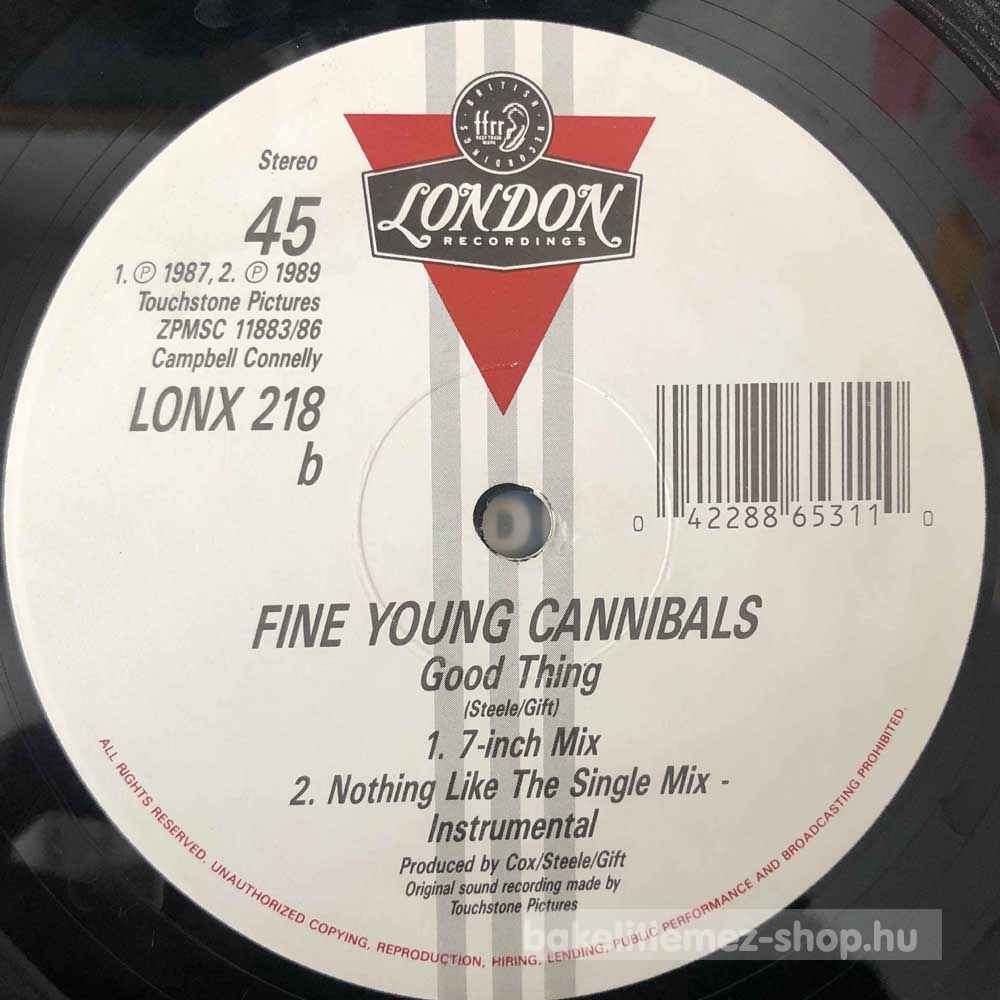 BRITISH RECORDINGS
ffrr
LONDON
RECORDINGS
Stereo
45
1. ℗ 1987, 2. ℗ 1989
Touchstone Pictures
ZPMSC 11883/86
Campbell Connelly
LONX 218
b
0 42288 65311 0
FINE YOUNG CANNIBALS
Good Thing
(Steele/Gift)
1. 7-inch Mix
2. Nothing Like The Single Mix -
Instrumental
Produced by Cox/Steele/Gift
Original sound recording made by
Touchstone Pictures
ALL RIGHTS RESERVED. UNAUTHORIZED COPYING, REPRODUCTION, HIRING, LENDING, PUBLIC PERFORMANCE AND BROADCASTING PROHIBITED.
bakelitlemez-shop.hu